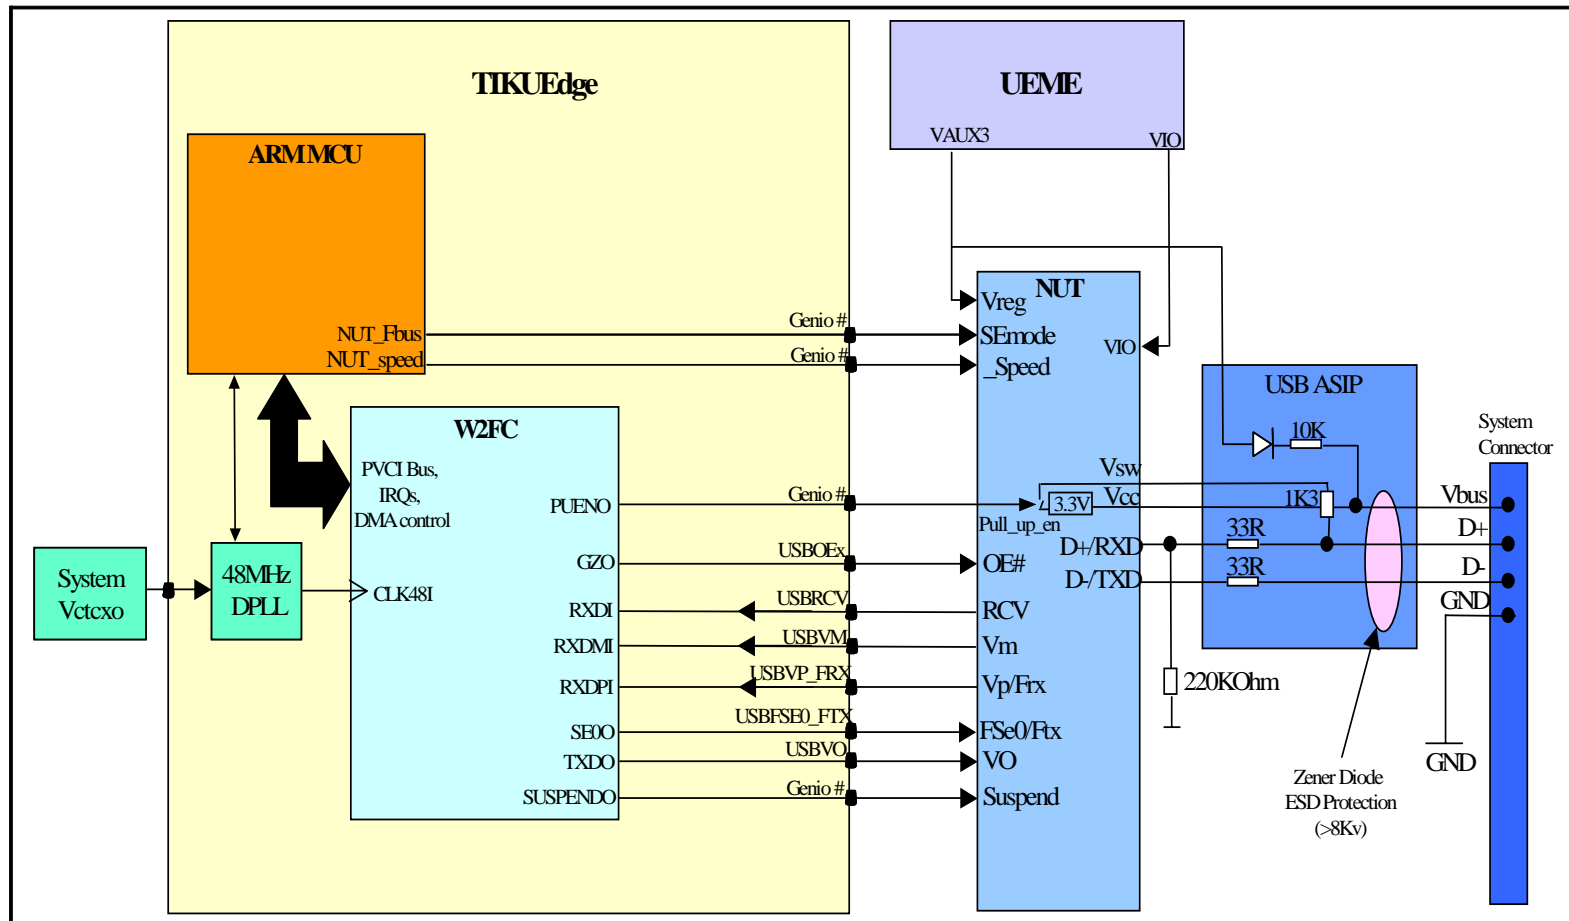 TIKUEdge
UEME
VAUX3
VIO
ARM MCU
NUT_Fbus
NUT_speed
Genio #
Genio #
NUT
Vreg
SEmode
_Speed
VIO
W2FC
PVCI Bus,
IRQs,
DMA control
CLK48I
PUENO
GZO
RXDI
RXDMI
RXDPI
SE0O
TXDO
SUSPENDO
System
Vctcxo
48MHz
DPLL
Genio #
USBOEx
USBRCV
USBVM
USBVP_FRX
USBFSE0_FTX
USBVO
Genio #
Pull_up_en
3.3V
Vsw
Vcc
D+/RXD
D-/TXD
OE#
RCV
Vm
Vp/Frx
FSe0/Ftx
VO
Suspend
220KOhm
USB ASIP
10K
1K3
33R
33R
Zener Diode
ESD Protection
(>8Kv)
System
Connector
Vbus
D+
D-
GND
GND